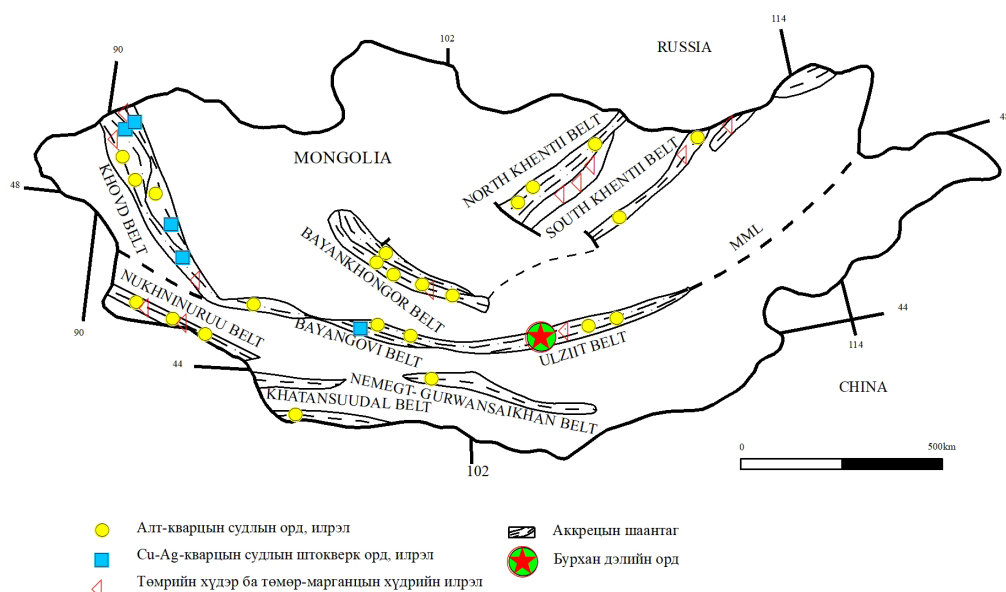 114
RUSSIA
102
90
48
MONGOLIA
NORTH KHENTII BELT
SOUTH KHENTII BELT
KHOVD BELT
48
MML
BAYANKHONGOR BELT
NUKHNINURUU BELT
BAYANGOVI BELT
ULZIIT BELT
90
44
114
44
NEMEGT- GURWANSAIKHAN BELT
KHATANSUUDAL BELT
CHINA
102
0
500km
Алт-кварцын судлын орд, илрэл
Cu-Ag-кварцын судлын штокверк орд, илрэл
Төмрийн хүдэр ба төмөр-марганцын хүдрийн илрэл
Аккрецын шаантаг
Бурхан дэлийн орд